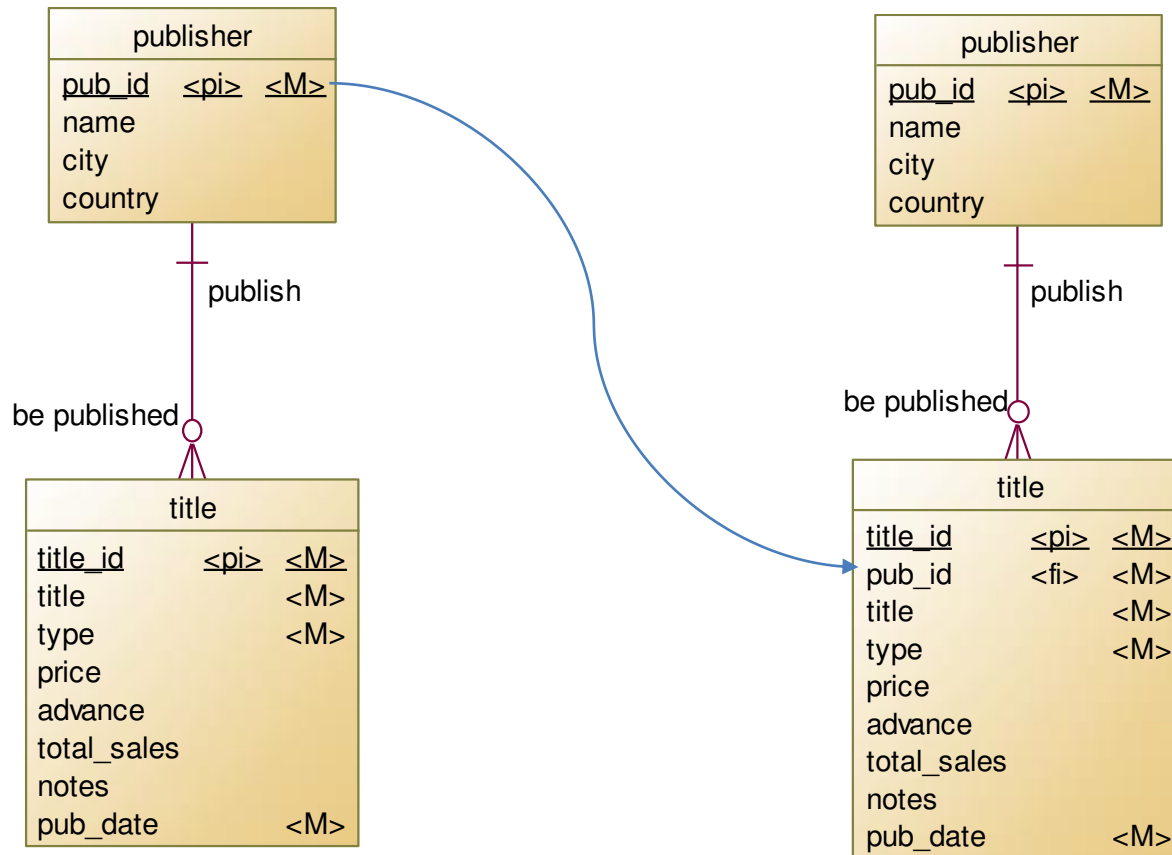 publisher
pub_id <pi> <M>
name
city
country
publish
be published
title
title_id <pi> <M>
title <M>
type <M>
price
advance
total_sales
notes
pub_date <M>
publisher
pub_id <pi> <M>
name
city
country
publish
be published
title
title_id <pi> <M>
pub_id <fi> <M>
title <M>
type <M>
price
advance
total_sales
notes
pub_date <M>